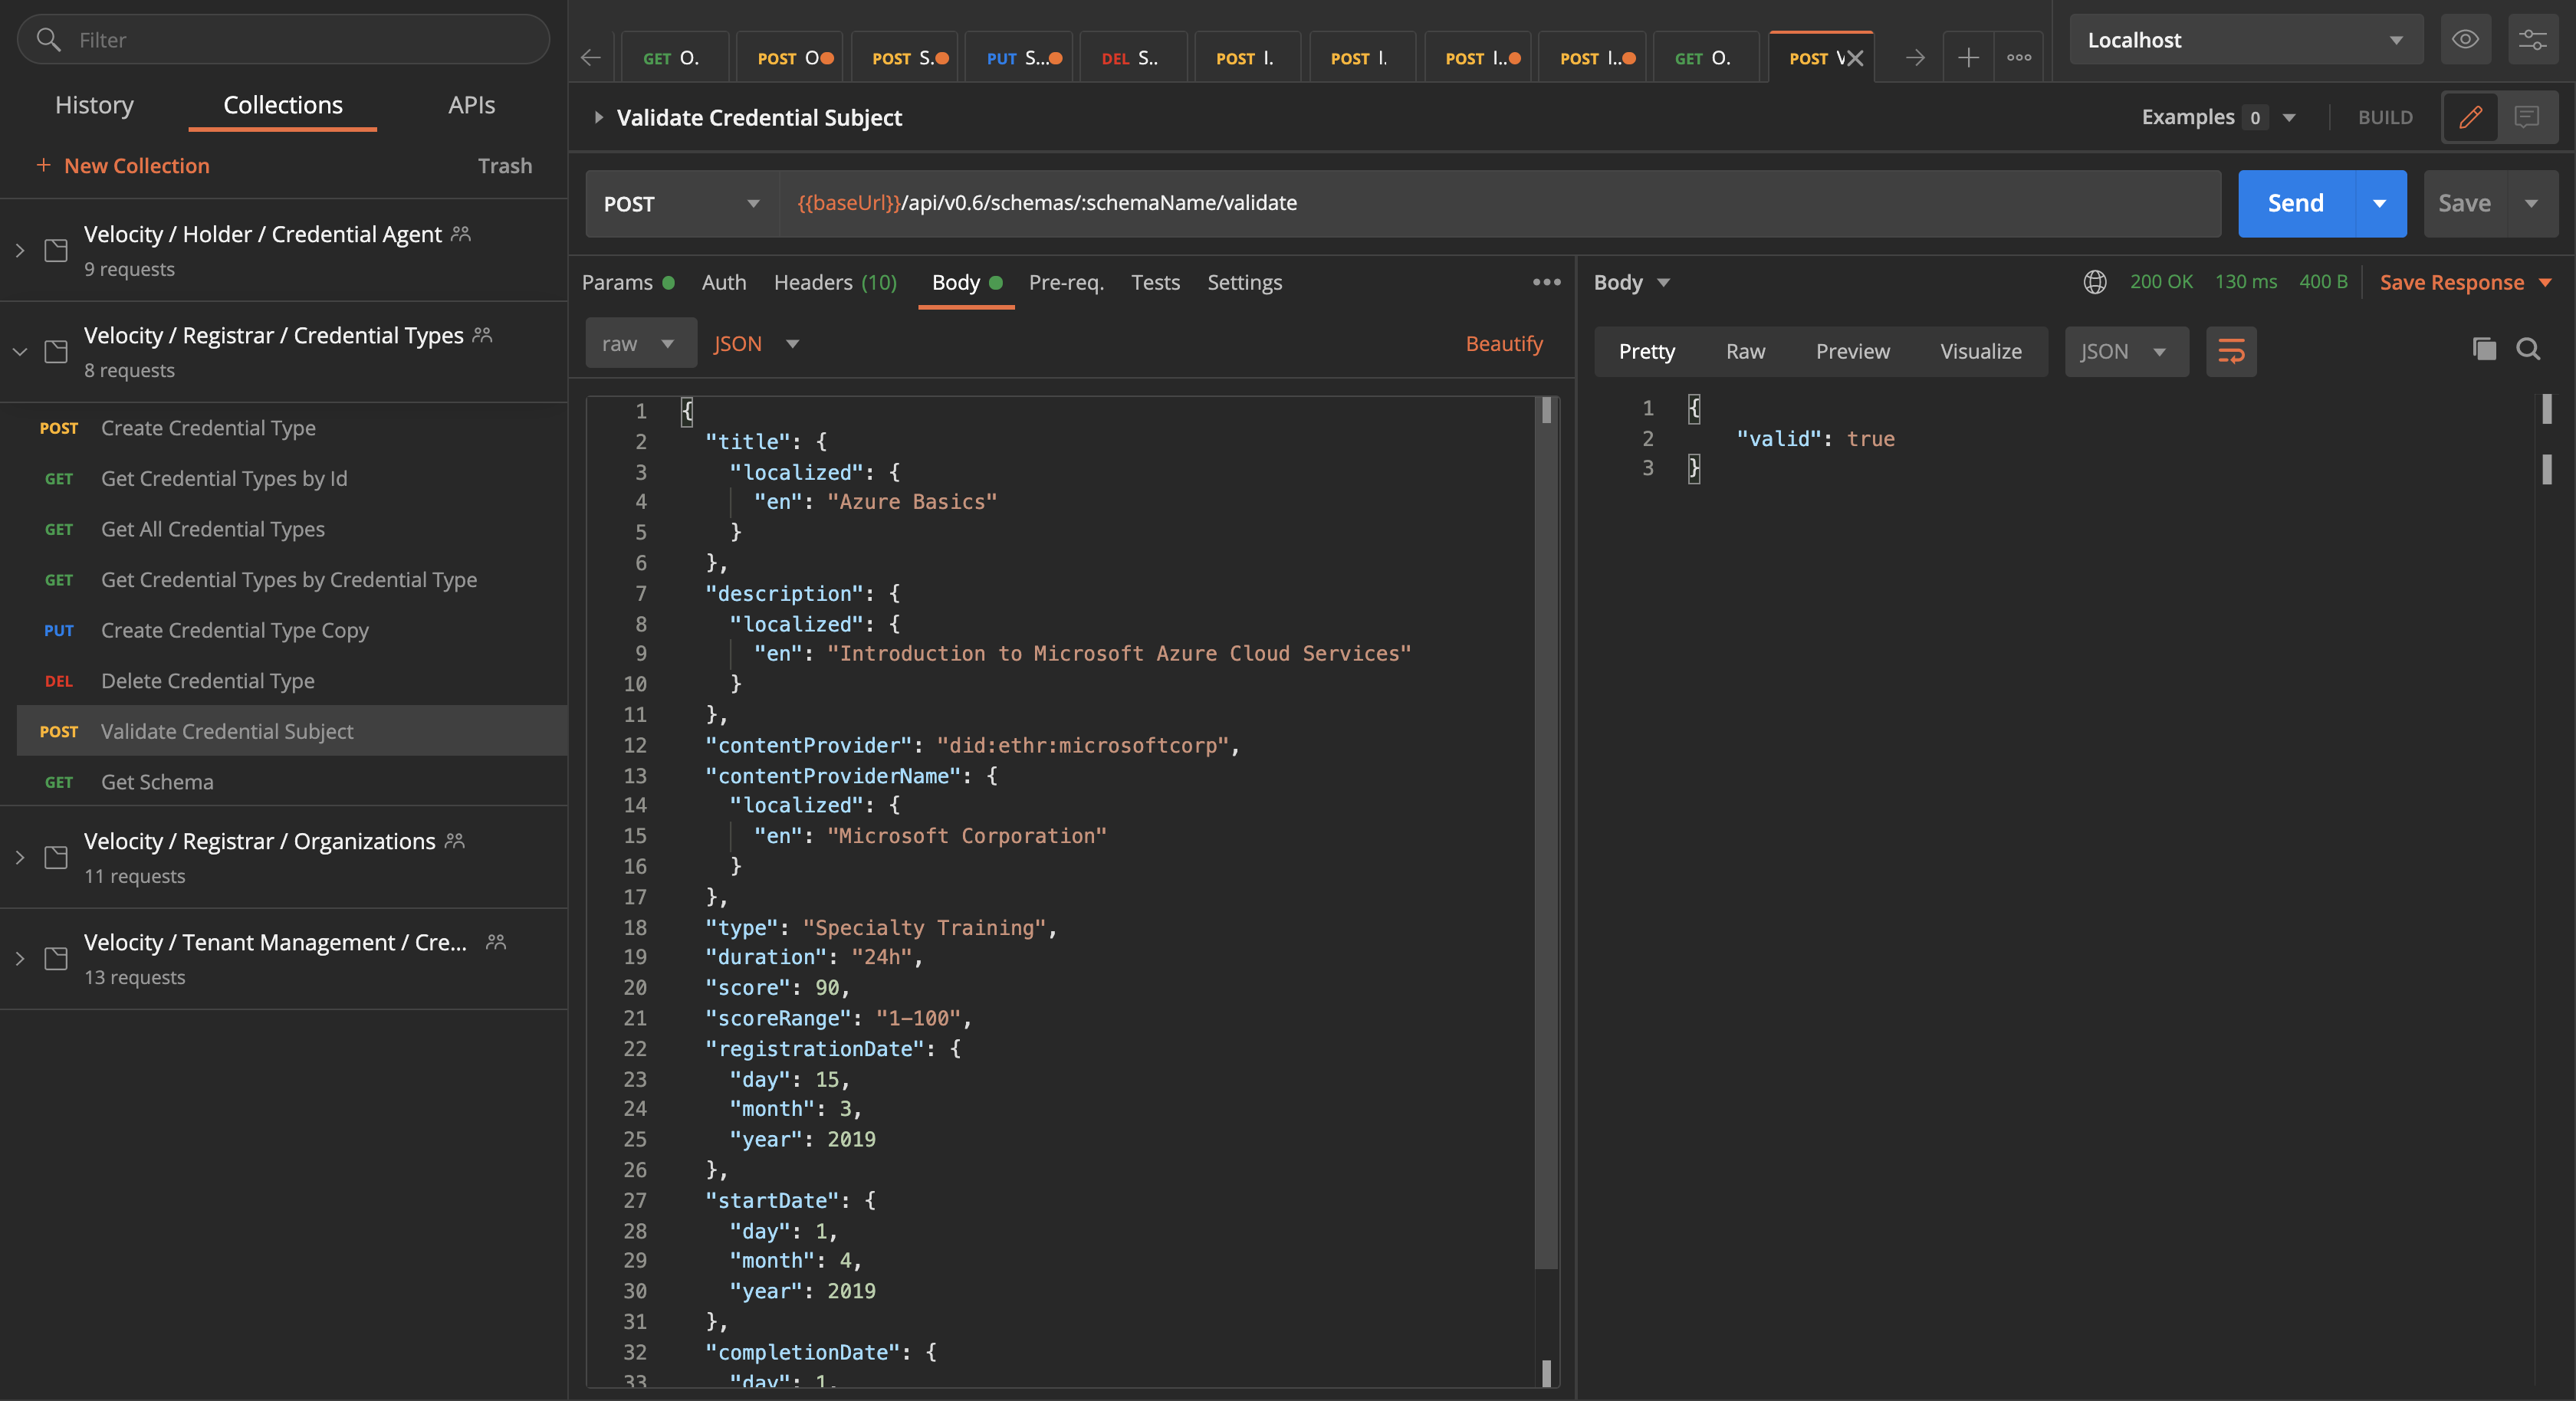 Filter
History Collections APIs
+ New Collection Trash
Velocity / Holder / Credential Agent
9 requests
Velocity / Registrar / Credential Types
8 requests
POST Create Credential Type
GET Get Credential Types by Id
GET Get All Credential Types
GET Get Credential Types by Credential Type
PUT Create Credential Type Copy
DEL Delete Credential Type
POST Validate Credential Subject
GET Get Schema
Velocity / Registrar / Organizations
11 requests
Velocity / Tenant Management / Cre...
13 requests
GET O. POST O POST S. PUT S... DEL S.. POST I. POST I. POST I.. POST I.. GET O. POST
Localhost
Validate Credential Subject
Examples 0 BUILD
POST {{baseUrl}}/api/v0.6/schemas/:schemaName/validate
Send Save
Params Auth Headers (10) Body Pre-req. Tests Settings
raw JSON Beautify
1 {
2 "title": {
3 "localized": {
4 "en": "Azure Basics"
5 }
6 },
7 "description": {
8 "localized": {
9 "en": "Introduction to Microsoft Azure Cloud Services"
10 }
11 },
12 "contentProvider": "did:ethr:microsoftcorp",
13 "contentProviderName": {
14 "localized": {
15 "en": "Microsoft Corporation"
16 }
17 },
18 "type": "Specialty Training",
19 "duration": "24h",
20 "score": 90,
21 "scoreRange": "1-100",
22 "registrationDate": {
23 "day": 15,
24 "month": 3,
25 "year": 2019
26 },
27 "startDate": {
28 "day": 1,
29 "month": 4,
30 "year": 2019
31 },
32 "completionDate": {
33 "day": 1,
Body 200 OK 130 ms 400 B Save Response
Pretty Raw Preview Visualize JSON
1 {
2 "valid": true
3 }